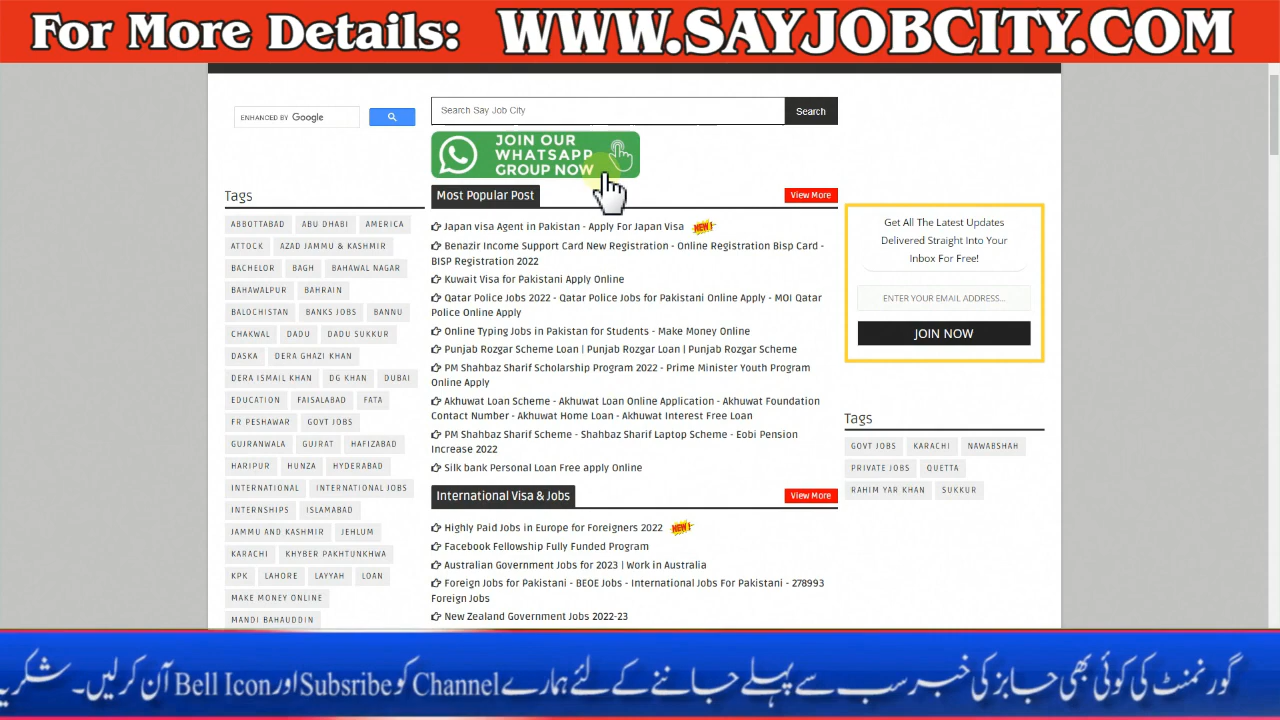 For More Details: WWW.SAYJOBCITY.COM
ENHANCED BY Google
Search Say Job City
Search
JOIN OUR
WHATSAPP
GROUP NOW
Tags
ABBOTTABAD ABU DHABI AMERICA
ATTOCK AZAD JAMMU & KASHMIR
BACHELOR BAGH BAHAWAL NAGAR
BAHAWALPUR BAHRAIN
BALOCHISTAN BANKS JOBS BANNU
CHAKWAL DADU DADU SUKKUR
DASKA DERA GHAZI KHAN
DERA ISMAIL KHAN DG KHAN DUBAI
EDUCATION FAISALABAD FATA
FR PESHAWAR GOVT JOBS
GUJRANWALA GUJRAT HAFIZABAD
HARIPUR HUNZA HYDERABAD
INTERNATIONAL INTERNATIONAL JOBS
INTERNSHIPS ISLAMABAD
JAMMU AND KASHMIR JEHLUM
KARACHI KHYBER PAKHTUNKHWA
KPK LAHORE LAYYAH LOAN
MAKE MONEY ONLINE
MANDI BAHAUDDIN
Most Popular Post View More
Japan visa Agent in Pakistan - Apply For Japan Visa NEW!
Benazir Income Support Card New Registration - Online Registration Bisp Card -
BISP Registration 2022
Kuwait Visa for Pakistani Apply Online
Qatar Police Jobs 2022 - Qatar Police Jobs for Pakistani Online Apply - MOI Qatar
Police Online Apply
Online Typing Jobs in Pakistan for Students - Make Money Online
Punjab Rozgar Scheme Loan | Punjab Rozgar Loan | Punjab Rozgar Scheme
PM Shahbaz Sharif Scholarship Program 2022 - Prime Minister Youth Program
Online Apply
Akhuwat Loan Scheme - Akhuwat Loan Online Application - Akhuwat Foundation
Contact Number - Akhuwat Home Loan - Akhuwat Interest Free Loan
PM Shahbaz Sharif Scheme - Shahbaz Sharif Laptop Scheme - Eobi Pension
Increase 2022
Silk bank Personal Loan Free apply Online
International Visa & Jobs View More
Highly Paid Jobs in Europe for Foreigners 2022 NEW!
Facebook Fellowship Fully Funded Program
Australian Government Jobs for 2023 | Work in Australia
Foreign Jobs for Pakistani - BEOE Jobs - International Jobs For Pakistani - 278993
Foreign Jobs
New Zealand Government Jobs 2022-23
Get All The Latest Updates
Delivered Straight Into Your
Inbox For Free!
ENTER YOUR EMAIL ADDRESS...
JOIN NOW
Tags
GOVT JOBS KARACHI NAWABSHAH
PRIVATE JOBS QUETTA
RAHIM YAR KHAN SUKKUR
گورنمنٹ کی کوئی بھی جابز کی خبر سب سے پہلے جاننے کے لئے ہمارے Channel کو Subsribe اور Bell Icon آن کرلیں۔ شکریہ